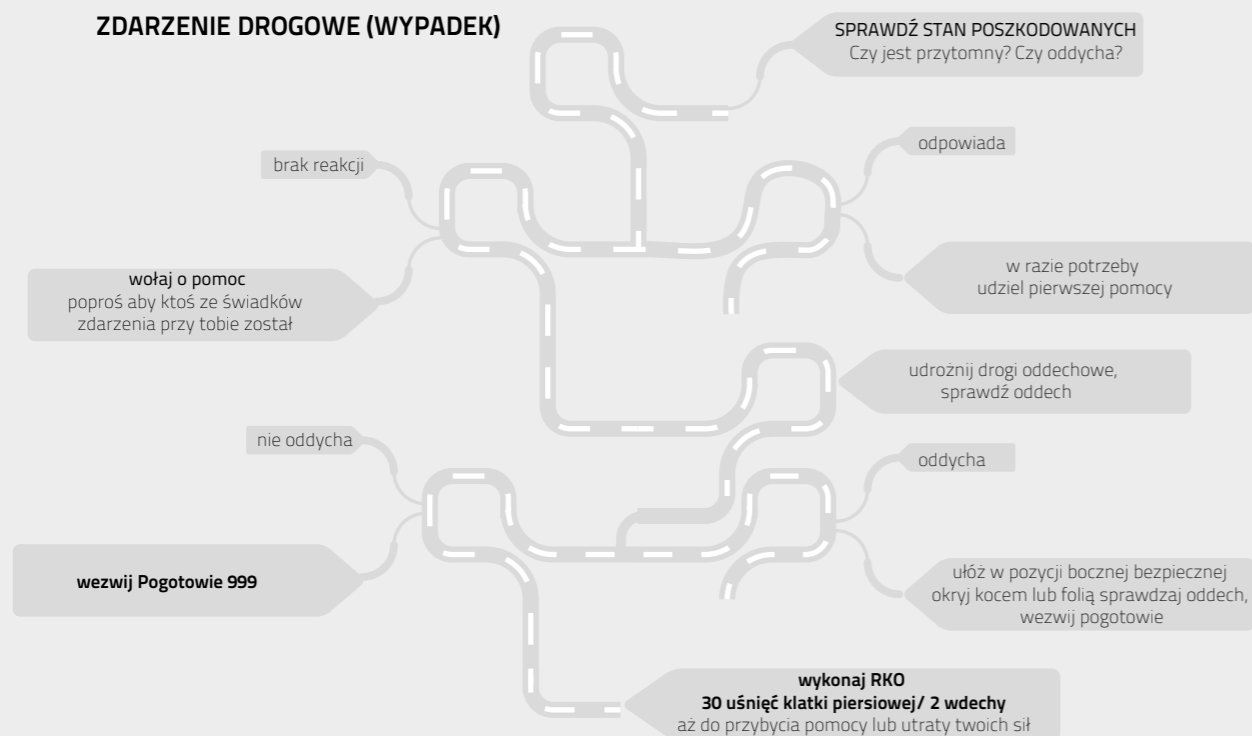 ZDARZENIE DROGOWE (WYPADEK)
SPRAWDŹ STAN POSZKODOWANYCH
Czy jest przytomny? Czy oddycha?
brak reakcji
odpowiada
wołaj o pomoc
poproś aby ktoś ze świadków
zdarzenia przy tobie został
w razie potrzeby
udziel pierwszej pomocy
udrożnij drogi oddechowe,
sprawdź oddech
nie oddycha
oddycha
wezwij Pogotowie 999
ułóż w pozycji bocznej bezpiecznej
okryj kocem lub folią sprawdzaj oddech,
wezwij pogotowie
wykonaj RKO
30 uśnięć klatki piersiowej/ 2 wdechy
aż do przybycia pomocy lub utraty twoich sił